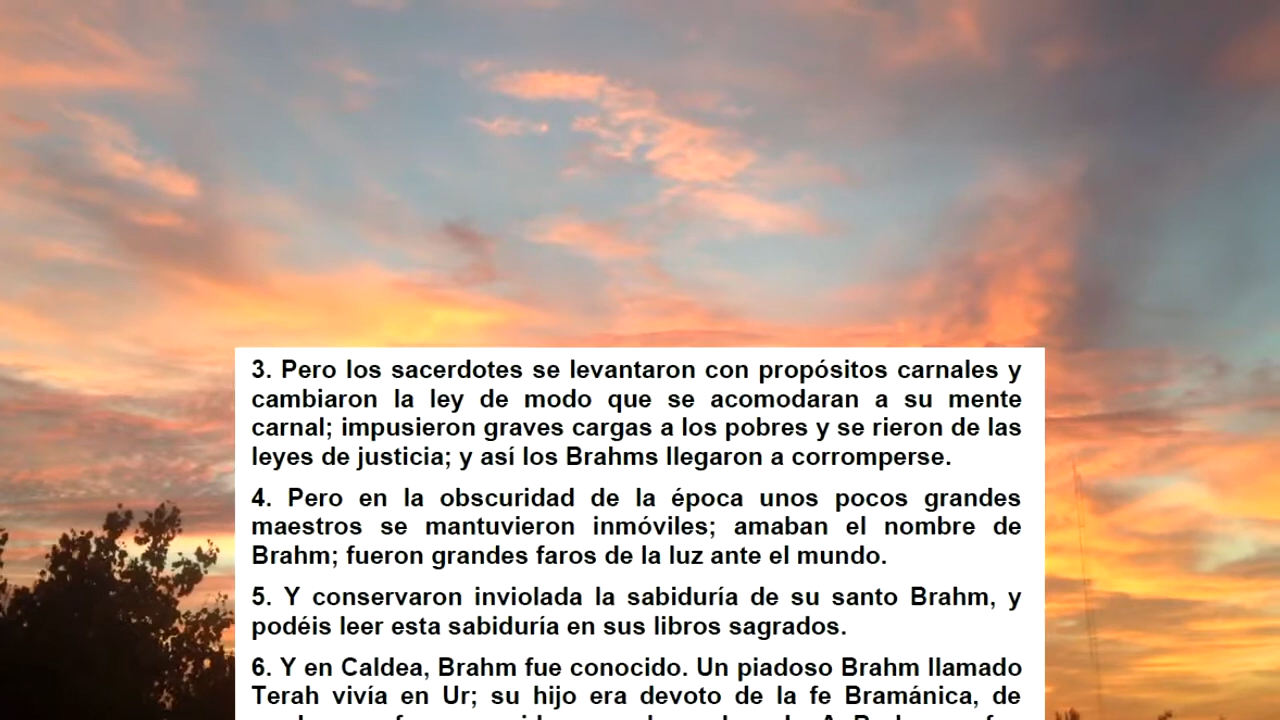 3. Pero los sacerdotes se levantaron con propósitos carnales y
cambiaron la ley de modo que se acomodaran a su mente
carnal; impusieron graves cargas a los pobres y se rieron de las
leyes de justicia; y así los Brahms llegaron a corromperse.
4. Pero en la obscuridad de la época unos pocos grandes
maestros se mantuvieron inmóviles; amaban el nombre de
Brahm; fueron grandes faros de la luz ante el mundo.
5. Y conservaron inviolada la sabiduría de su santo Brahm, y
podéis leer esta sabiduría en sus libros sagrados.
6. Y en Caldea, Brahm fue conocido. Un piadoso Brahm llamado
Terah vivía en Ur; su hijo era devoto de la fe Bramánica, de